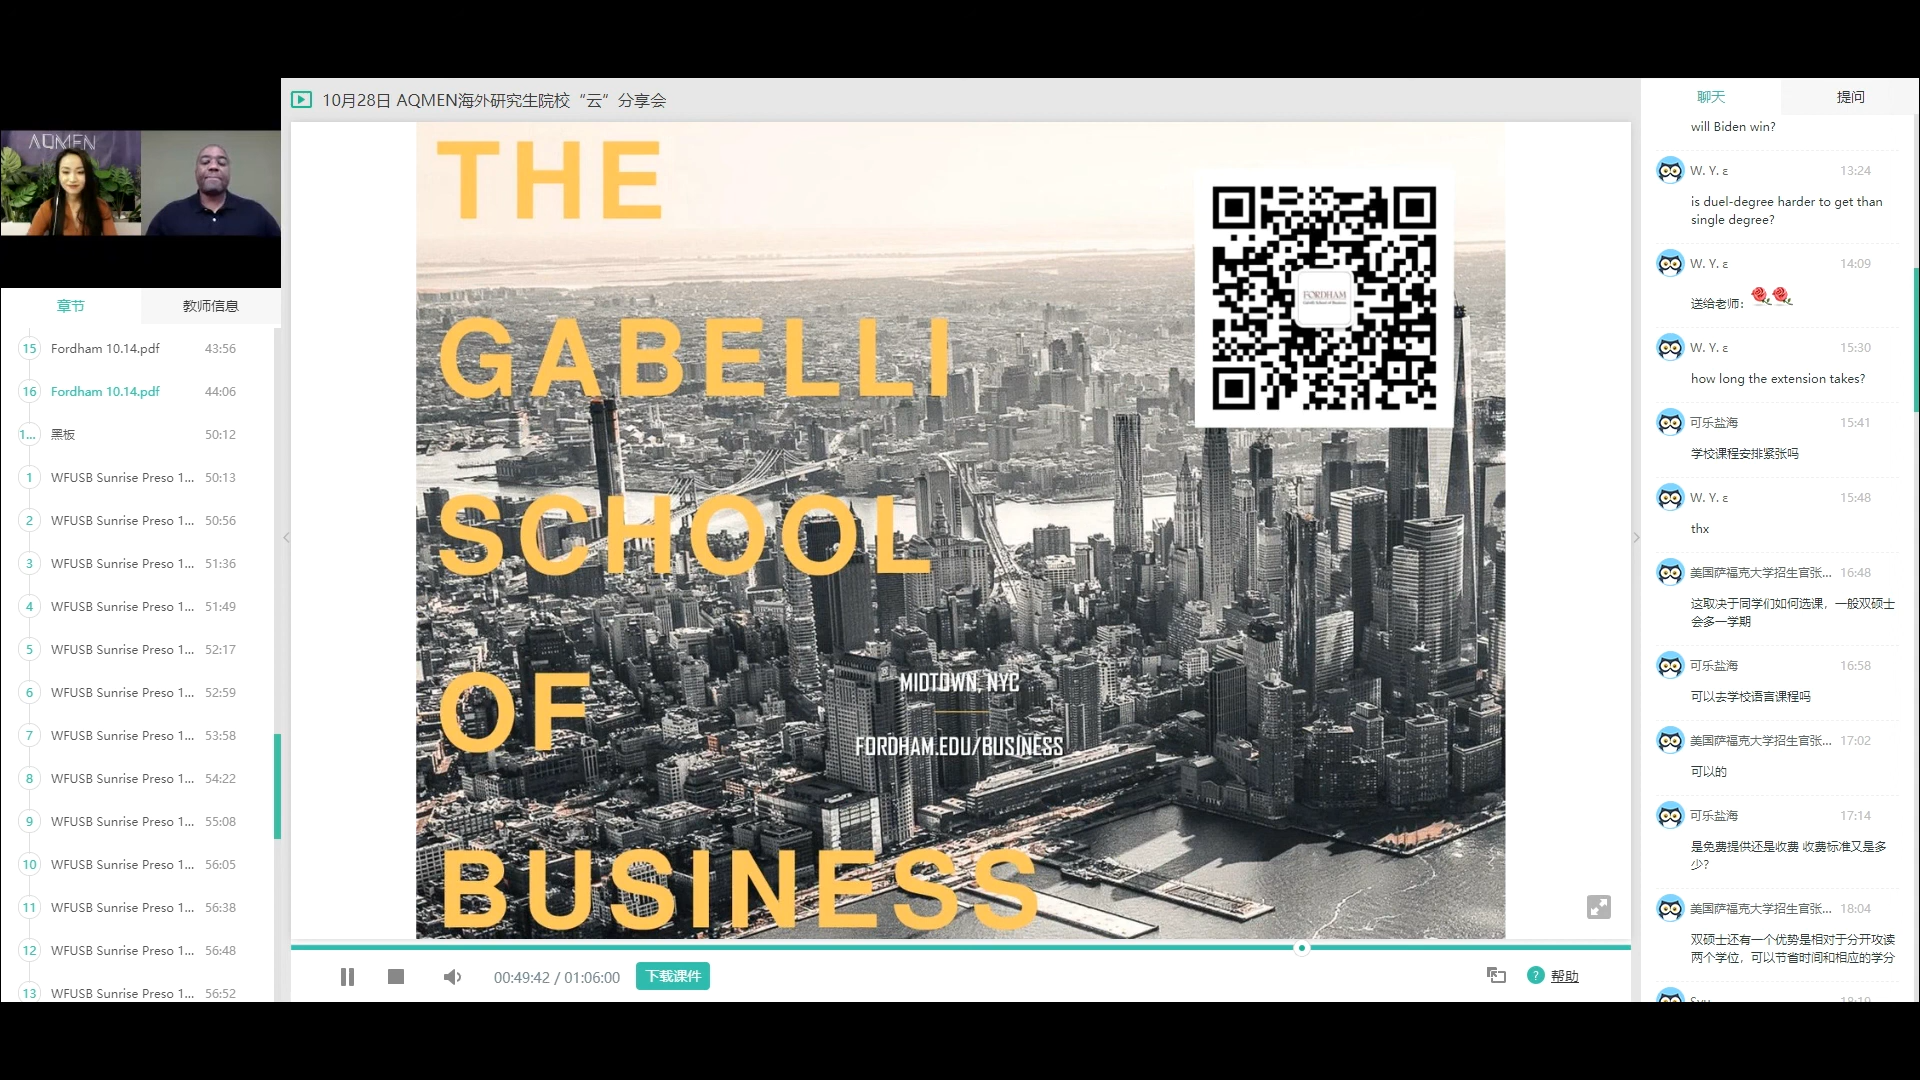 10月28日 AQMEN海外研究生院校“云”分享会
AQMEN
章节
教师信息
15 Fordham 10.14.pdf 43:56
16 Fordham 10.14.pdf 44:06
1... 黑板 50:12
1 WFUSB Sunrise Preso 1... 50:13
2 WFUSB Sunrise Preso 1... 50:56
3 WFUSB Sunrise Preso 1... 51:36
4 WFUSB Sunrise Preso 1... 51:49
5 WFUSB Sunrise Preso 1... 52:17
6 WFUSB Sunrise Preso 1... 52:59
7 WFUSB Sunrise Preso 1... 53:58
8 WFUSB Sunrise Preso 1... 54:22
9 WFUSB Sunrise Preso 1... 55:08
10 WFUSB Sunrise Preso 1... 56:05
11 WFUSB Sunrise Preso 1... 56:38
12 WFUSB Sunrise Preso 1... 56:48
13 WFUSB Sunrise Preso 1... 56:52
THE
GABELLI
SCHOOL
OF
BUSINESS
FORDHAM
Gabelli School of Business
MIDTOWN, NYC
FORDHAM.EDU/BUSINESS
00:49:42 / 01:06:00
下载课件
? 帮助
聊天
提问
will Biden win?
W. Y. ε 13:24
is duel-degree harder to get than
single degree?
W. Y. ε 14:09
送给老师：
W. Y. ε 15:30
how long the extension takes?
可乐盐海 15:41
学校课程安排紧张吗
W. Y. ε 15:48
thx
美国萨福克大学招生官张... 16:48
这取决于同学们如何选课，一般双硕士
会多一学期
可乐盐海 16:58
可以去学校语言课程吗
美国萨福克大学招生官张... 17:02
可以的
可乐盐海 17:14
是免费提供还是收费 收费标准又是多
少?
美国萨福克大学招生官张... 18:04
双硕士还有一个优势是相对于分开攻读
两个学位，可以节省时间和相应的学分